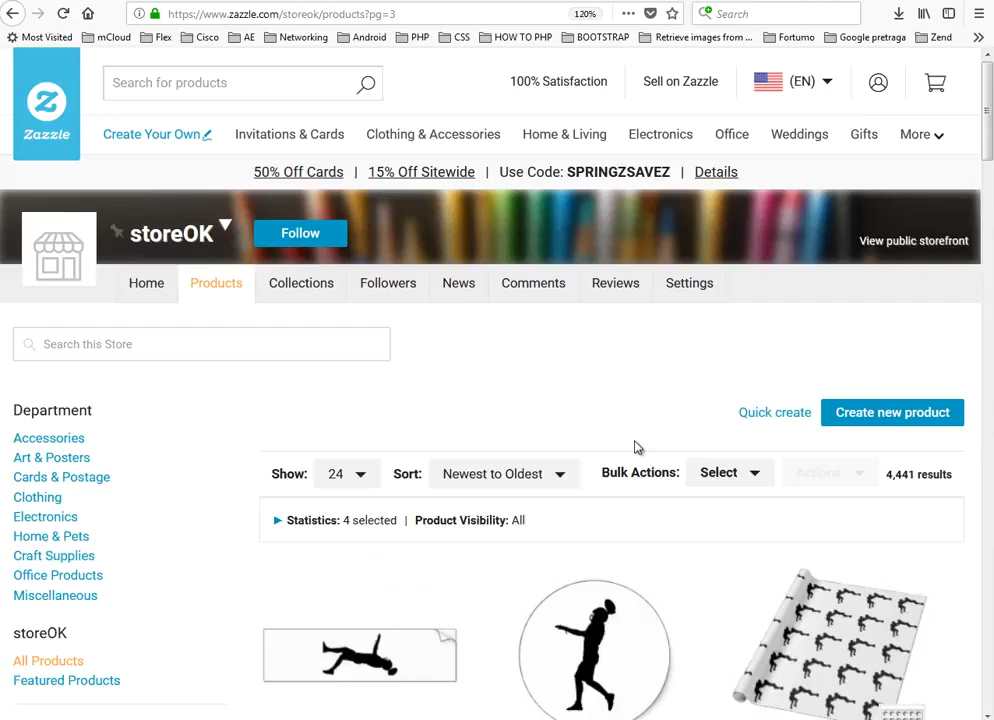 https://www.zazzle.com/storeok/products?pg=3
120%
Search
Most Visited
mCloud
Flex
Cisco
AE
Networking
Android
PHP
CSS
HOW TO PHP
BOOTSTRAP
Retrieve images from ...
Fortumo
Google pretraga
Zend
Z
Zazzle
Search for products
100% Satisfaction
Sell on Zazzle
(EN)
Create Your Own
Invitations & Cards
Clothing & Accessories
Home & Living
Electronics
Office
Weddings
Gifts
More
50% Off Cards | 15% Off Sitewide | Use Code: SPRINGZSAVEZ | Details
storeOK
Follow
View public storefront
Home
Products
Collections
Followers
News
Comments
Reviews
Settings
Search this Store
Department
Quick create
Create new product
Accessories
Art & Posters
Cards & Postage
Clothing
Electronics
Home & Pets
Craft Supplies
Office Products
Miscellaneous
Show: 24
Sort: Newest to Oldest
Bulk Actions: Select
Actions
4,441 results
Statistics: 4 selected | Product Visibility: All
storeOK
All Products
Featured Products